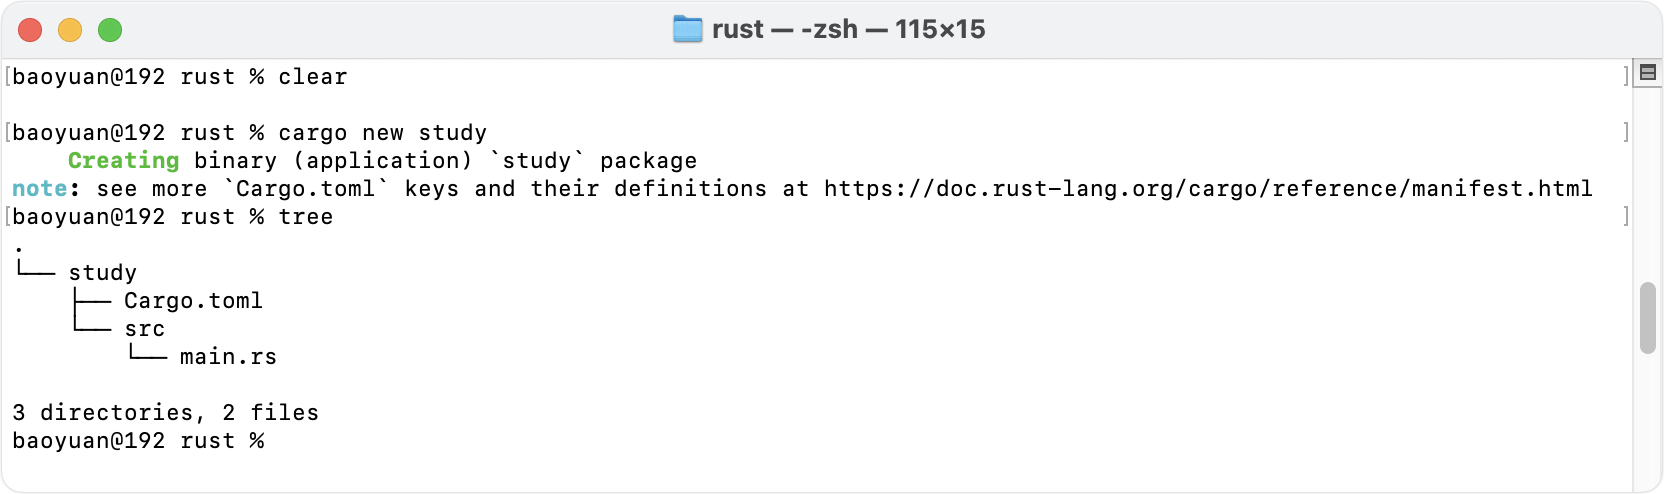 rust — -zsh — 115×15
[baoyuan@192 rust % clear ]
[baoyuan@192 rust % cargo new study ]
    Creating binary (application) `study` package
note: see more `Cargo.toml` keys and their definitions at https://doc.rust-lang.org/cargo/reference/manifest.html
[baoyuan@192 rust % tree ]
.
└── study
    ├── Cargo.toml
    └── src
        └── main.rs
3 directories, 2 files
baoyuan@192 rust %